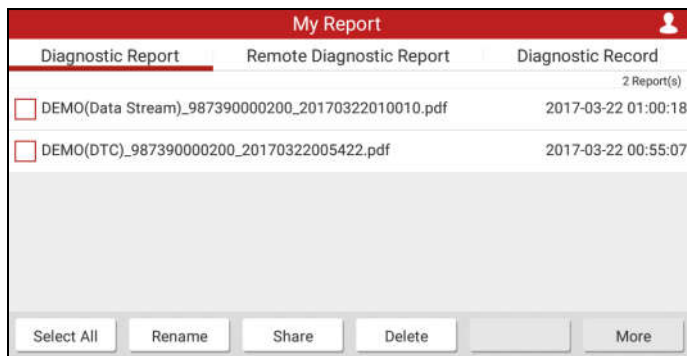 My Report
Diagnostic Report Remote Diagnostic Report Diagnostic Record
2 Report(s)
DEMO(Data Stream)_987390000200_20170322010010.pdf 2017-03-22 01:00:18
DEMO(DTC)_987390000200_20170322005422.pdf 2017-03-22 00:55:07
Select All Rename Share Delete More